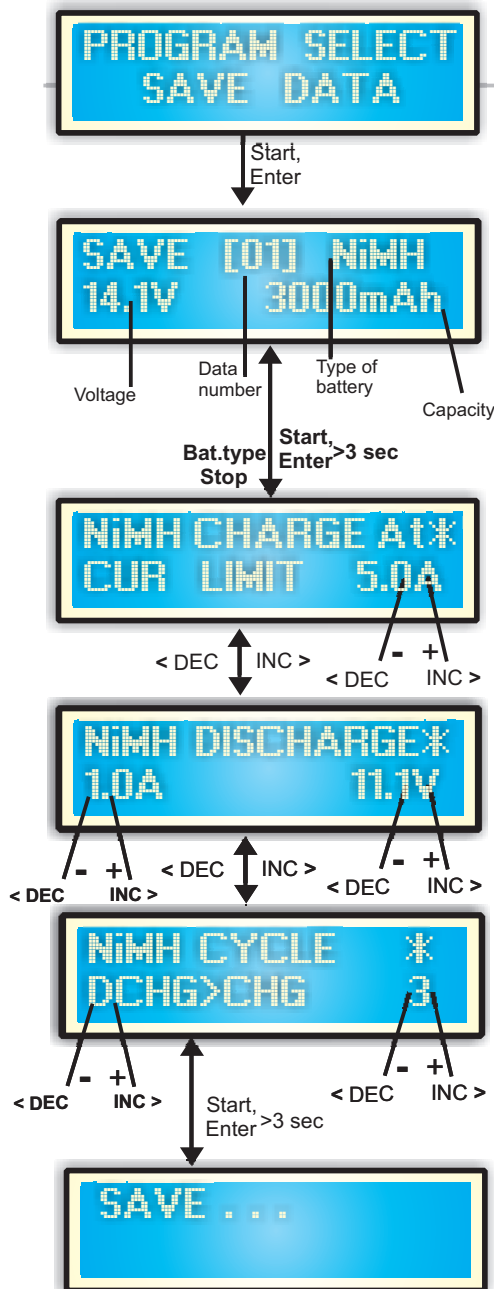 PROGRAM SELECT
SAVE DATA
Start,
Enter
SAVE [01] NiMH
14.1V 3000mAh
Voltage
Data
number
Type of
battery
Capacity
Bat.type
Stop
Start,
Enter >3 sec
NiMH CHARGE At*
CUR LIMIT 5.0A
< DEC INC >
- +
< DEC INC >
NiMH DISCHARGE*
1.0A 11.1V
- +
< DEC INC >
< DEC INC >
- +
< DEC INC >
NiMH CYCLE *
DCHG>CHG 3
- +
< DEC INC >
- +
< DEC INC >
Start,
Enter >3 sec
SAVE . . .